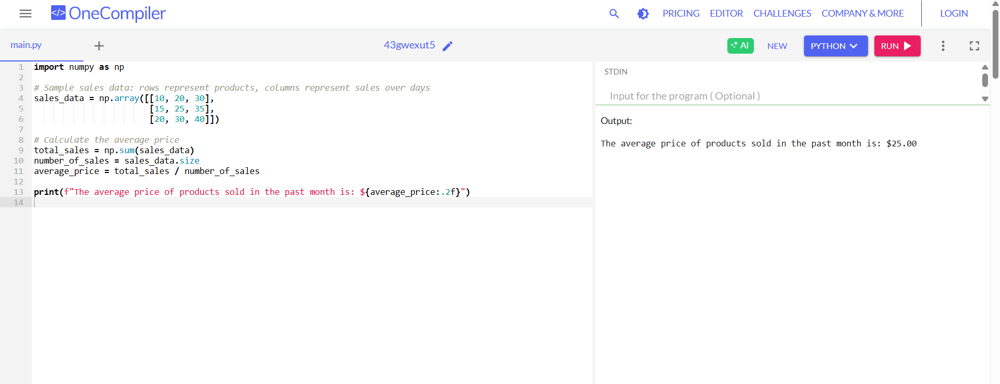 </> OneCompiler
PRICING EDITOR CHALLENGES COMPANY & MORE LOGIN
main.py + 43gwexut5 AI NEW PYTHON RUN
1 import numpy as np
2
3 # Sample sales data: rows represent products, columns represent sales over days
4 sales_data = np.array([[10, 20, 30],
5 [15, 25, 35],
6 [20, 30, 40]])
7
8 # Calculate the average price
9 total_sales = np.sum(sales_data)
10 number_of_sales = sales_data.size
11 average_price = total_sales / number_of_sales
12
13 print(f"The average price of products sold in the past month is: ${average_price:.2f}")
14
STDIN
Input for the program ( Optional )
Output:
The average price of products sold in the past month is: $25.00